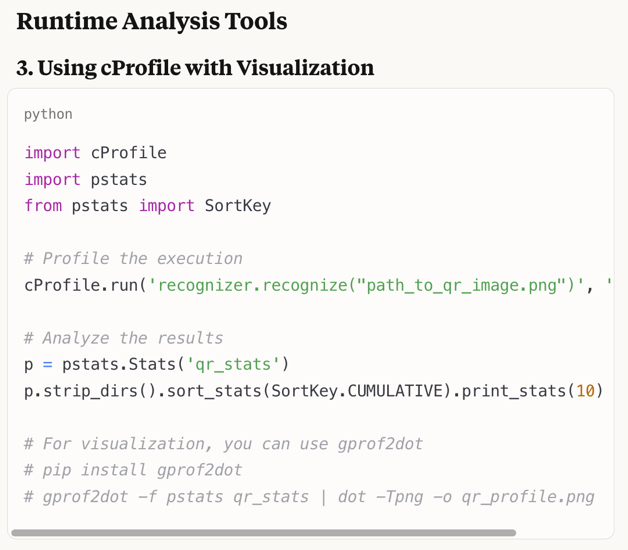 Runtime Analysis Tools
3. Using cProfile with Visualization
python
import cProfile
import pstats
from pstats import SortKey
# Profile the execution
cProfile.run('recognizer.recognize("path_to_qr_image.png")', '
# Analyze the results
p = pstats.Stats('qr_stats')
p.strip_dirs().sort_stats(SortKey.CUMULATIVE).print_stats(10)
# For visualization, you can use gprof2dot
# pip install gprof2dot
# gprof2dot -f pstats qr_stats | dot -Tpng -o qr_profile.png